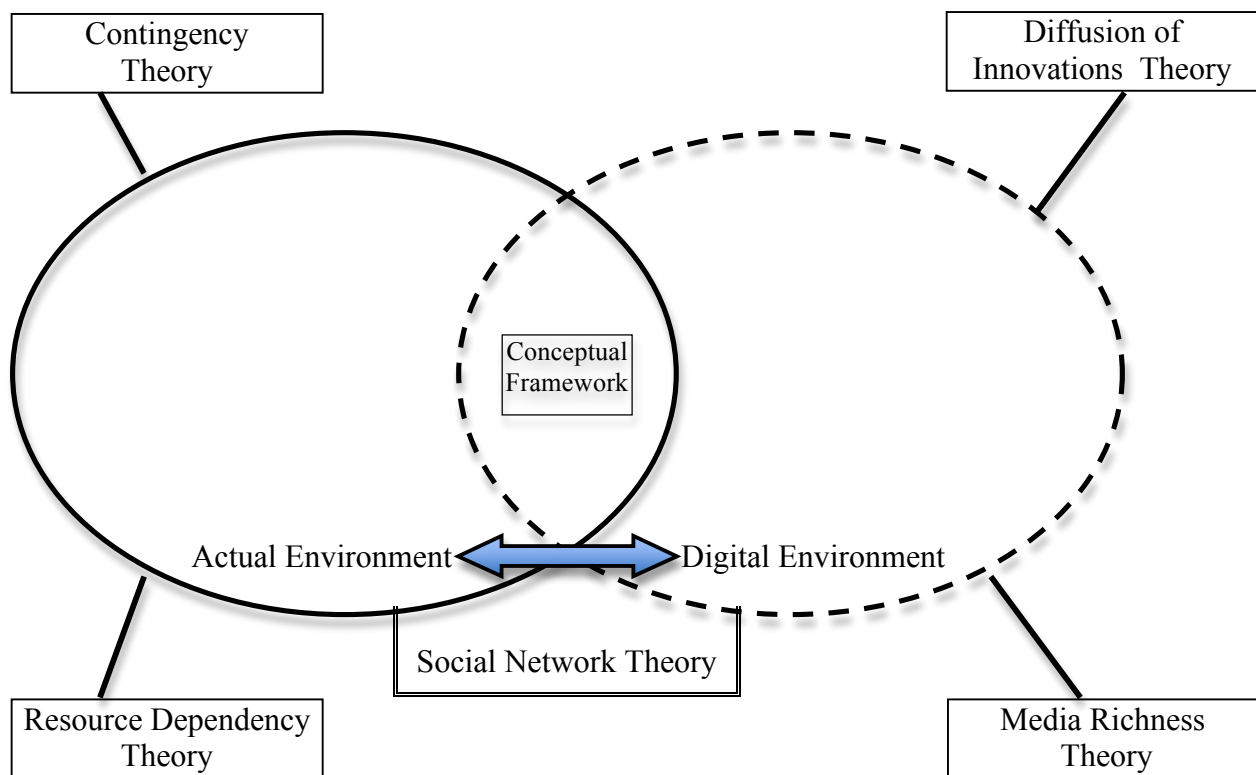 Contingency
Theory
Diffusion of
Innovations Theory
Conceptual
Framework
Actual Environment
Digital Environment
Social Network Theory
Resource Dependency
Theory
Media Richness
Theory